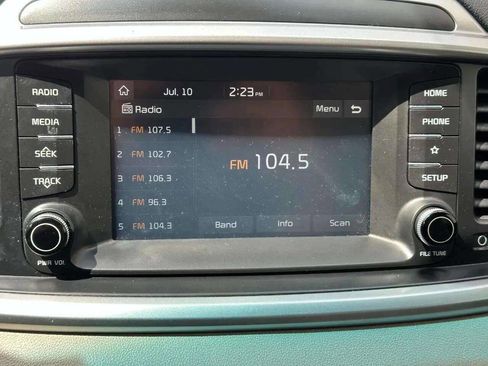 Jul, 10 2:23 PM
Radio Menu
1 FM 107.5
2 FM 102.7
3 FM 106.3
4 FM 96.3
5 FM 104.3
FM 104.5
Band Info Scan
RADIO
MEDIA
SEEK
TRACK
PWR VOL
HOME
PHONE
SETUP
FILE TUNE